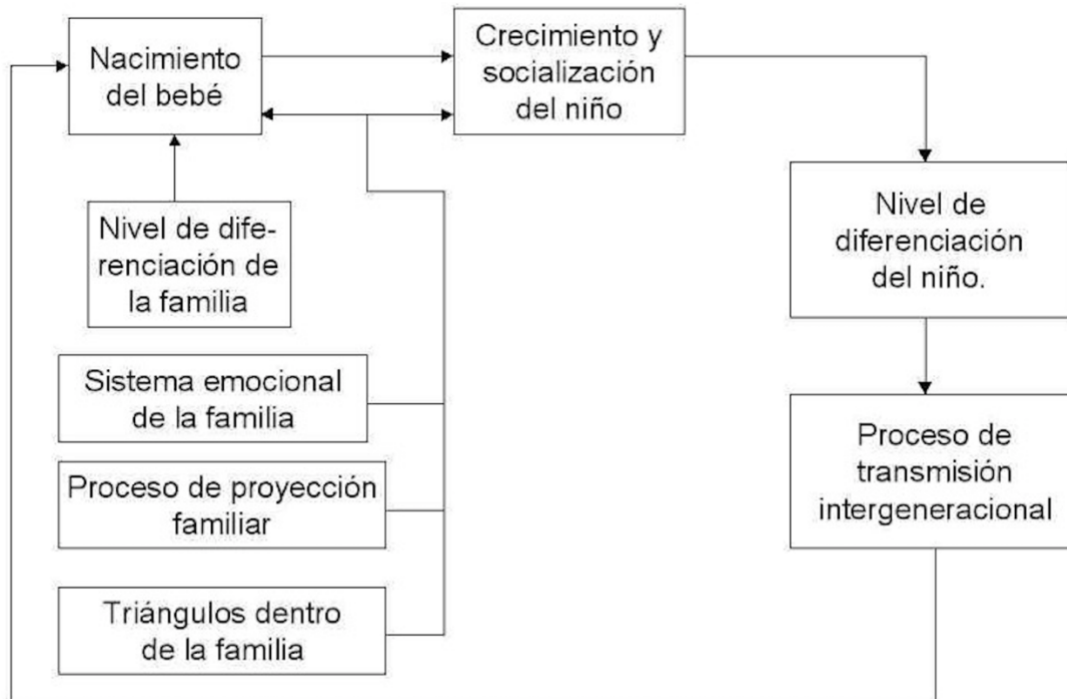 Nacimiento
del bebé
Crecimiento y
socialización
del niño
Nivel de dife-
renciación de
la familia
Nivel de
diferenciación
del niño.
Sistema emocional
de la familia
Proceso de proyección
familiar
Triángulos dentro
de la familia
Proceso de
transmisión
intergeneracional